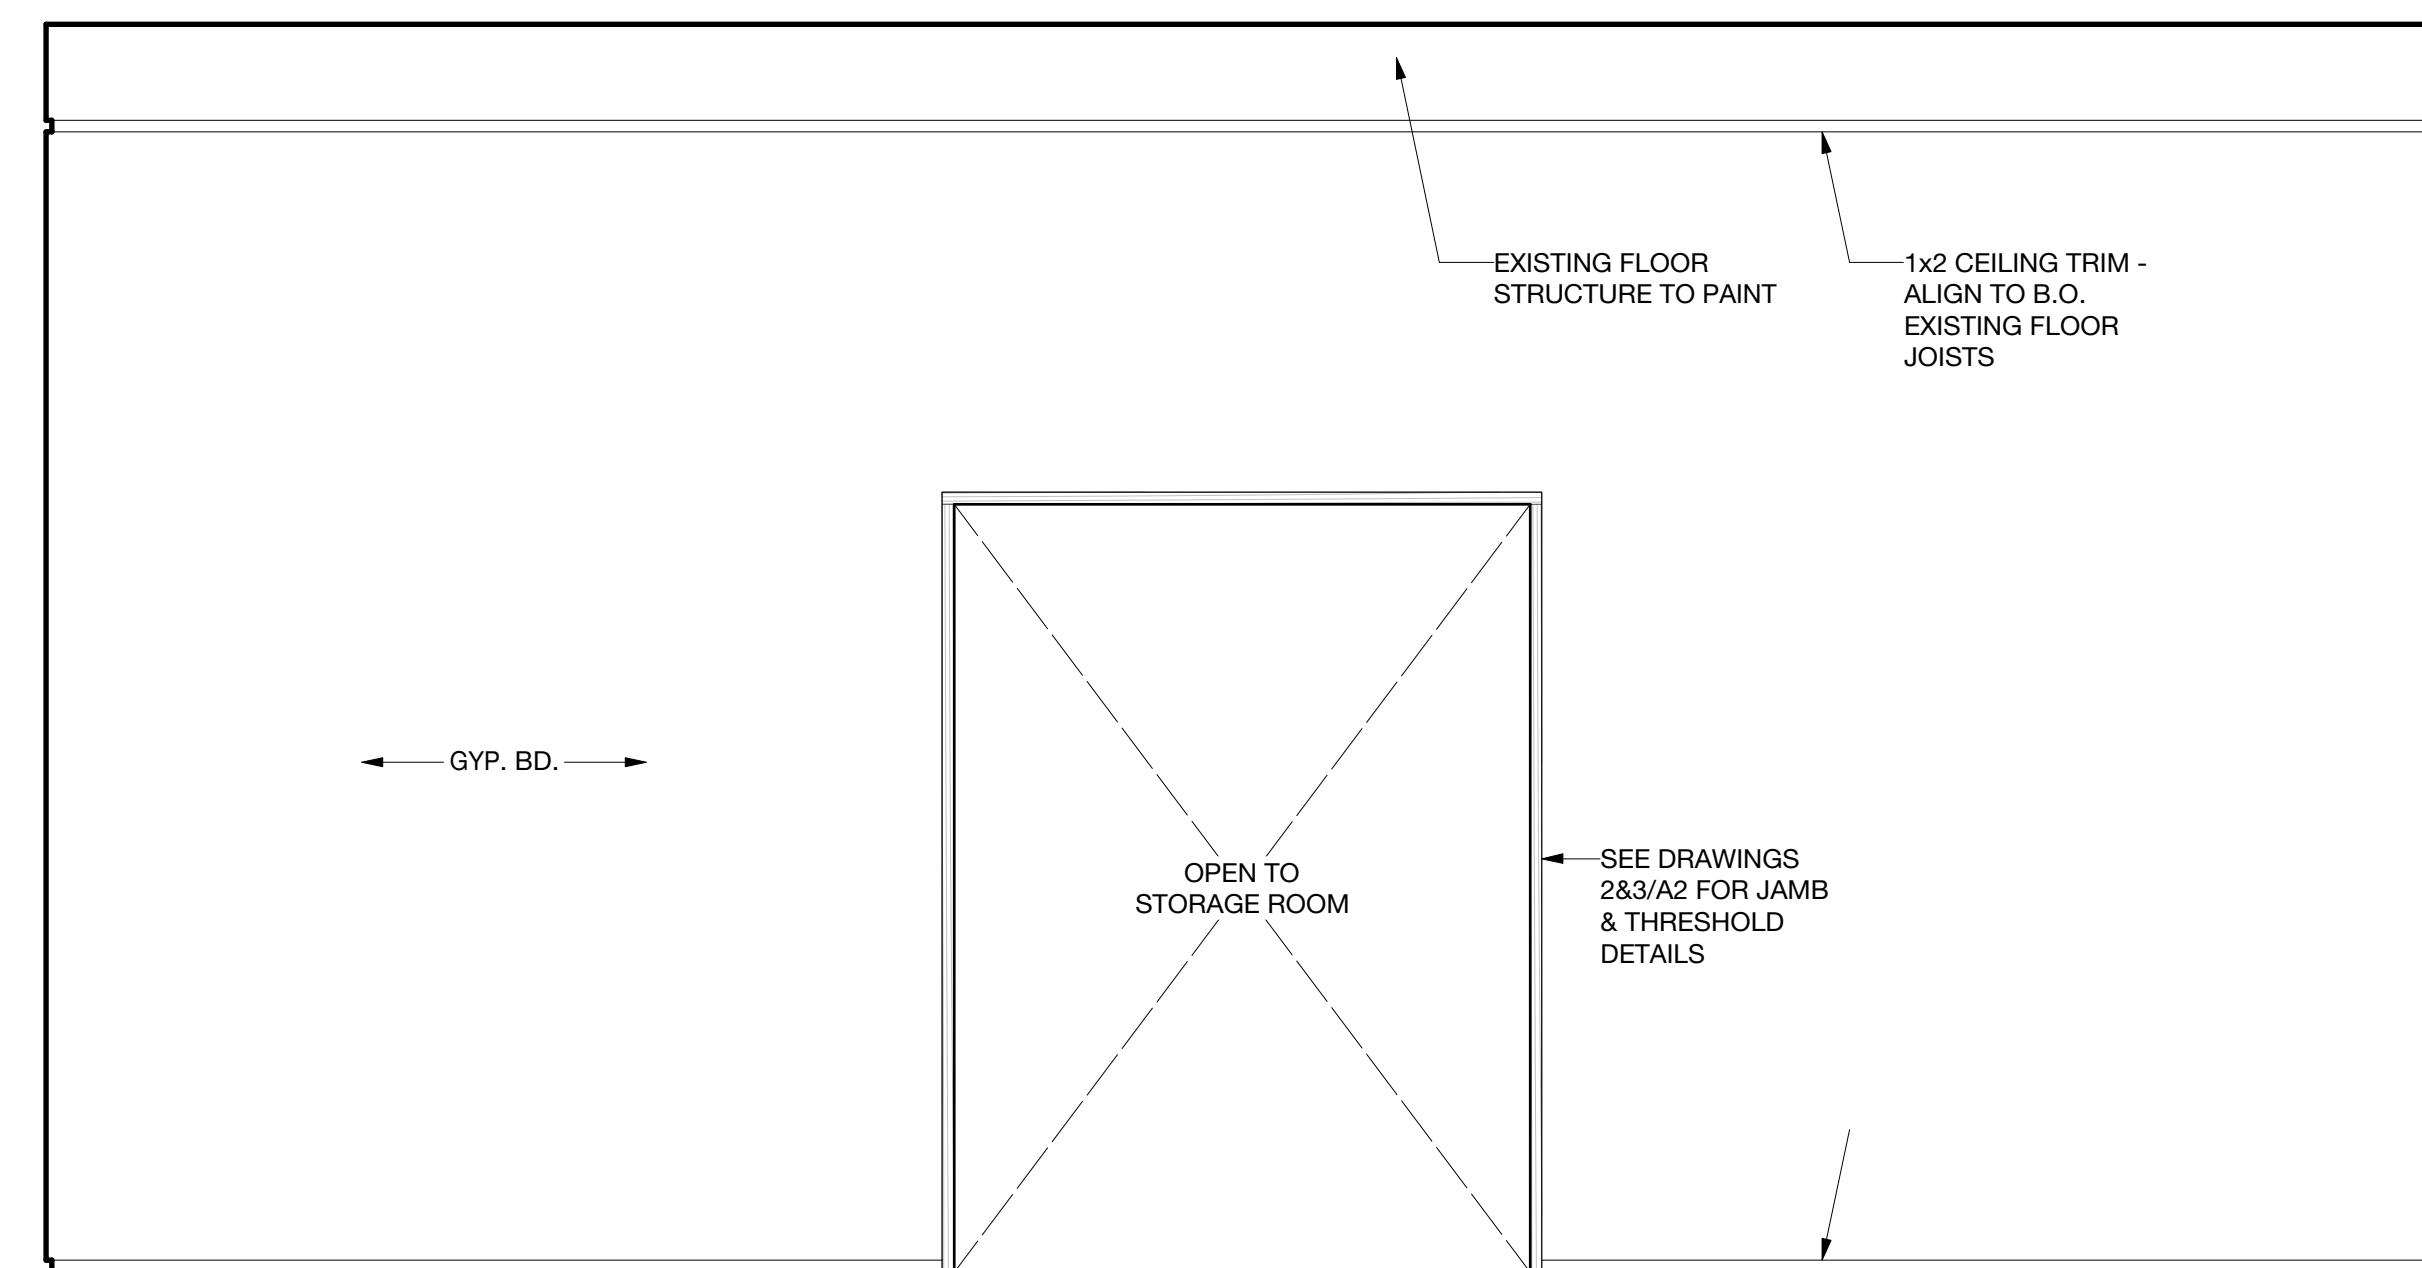 EXISTING FLOOR
STRUCTURE TO PAINT
1x2 CEILING TRIM -
ALIGN TO B.O.
EXISTING FLOOR
JOISTS
GYP. BD.
OPEN TO
STORAGE ROOM
SEE DRAWINGS
2&3/A2 FOR JAMB
& THRESHOLD
DETAILS